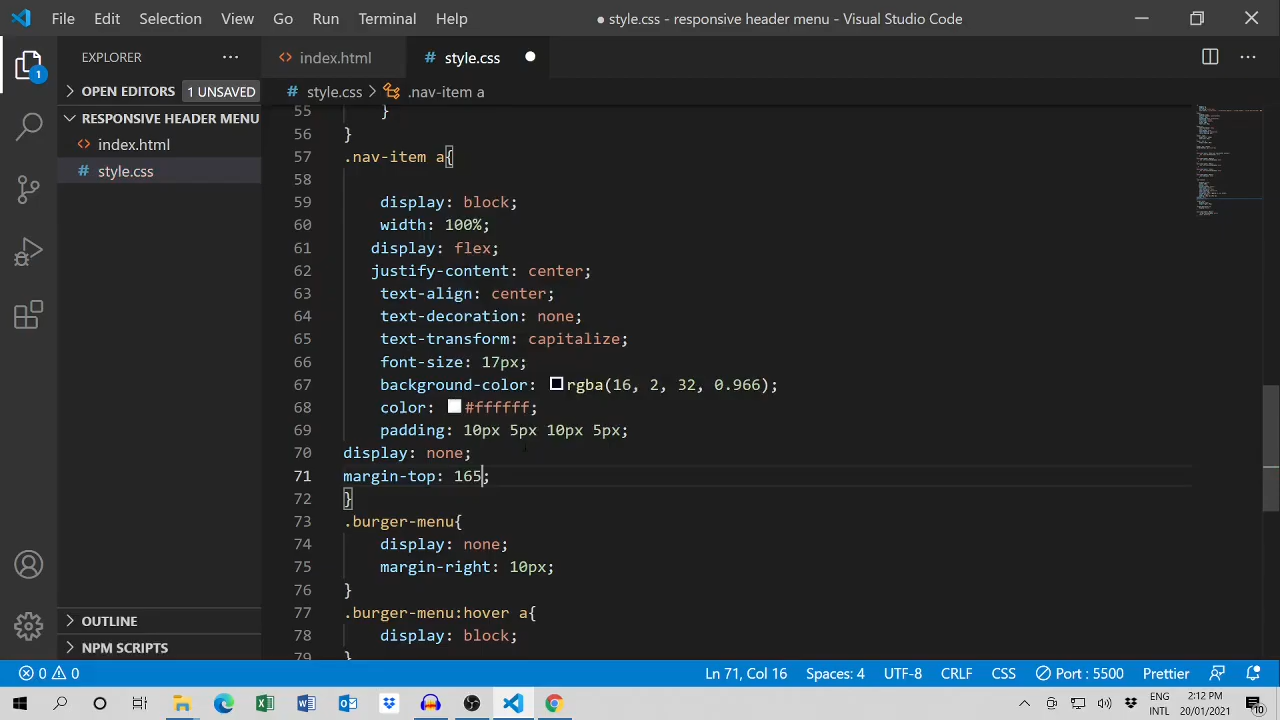 File Edit Selection View Go Run Terminal Help ● style.css - responsive header menu - Visual Studio Code
EXPLORER
index.html
# style.css
OPEN EDITORS 1 UNSAVED
# style.css > .nav-item a
RESPONSIVE HEADER MENU
index.html
# style.css
1
55 }
56 }
57 .nav-item a{
58
59 display: block;
60 width: 100%;
61 display: flex;
62 justify-content: center;
63 text-align: center;
64 text-decoration: none;
65 text-transform: capitalize;
66 font-size: 17px;
67 background-color: rgba(16, 2, 32, 0.966);
68 color: #ffffff;
69 padding: 10px 5px 10px 5px;
70 display: none;
71 margin-top: 165;
72 }
73 .burger-menu{
74 display: none;
75 margin-right: 10px;
76 }
77 .burger-menu:hover a{
78 display: block;
79 }
OUTLINE
NPM SCRIPTS
0 0
Ln 71, Col 16 Spaces: 4 UTF-8 CRLF CSS Port : 5500 Prettier
ENG
INTL
2:12 PM
20/01/2021
10